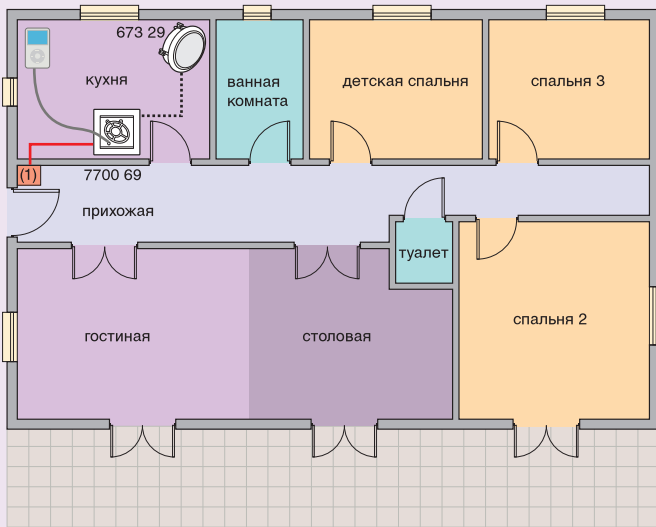 673 29
кухня
ванная
комната
детская спальня
спальня 3
(1)
7700 69
прихожая
туалет
гостиная
столовая
спальня 2